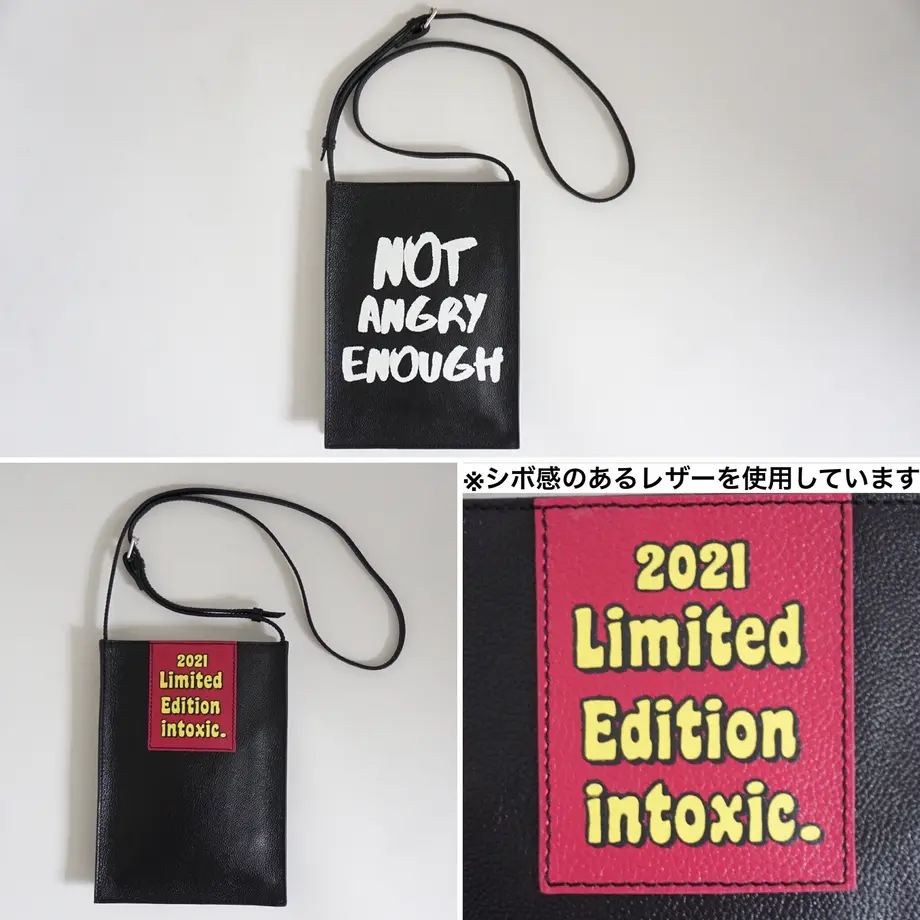 NOT
ANGRY
ENOUGH
※シボ感のあるレザーを使用しています
2021
Limited
Edition
intoxic.
2021
Limited
Edition
intoxic.